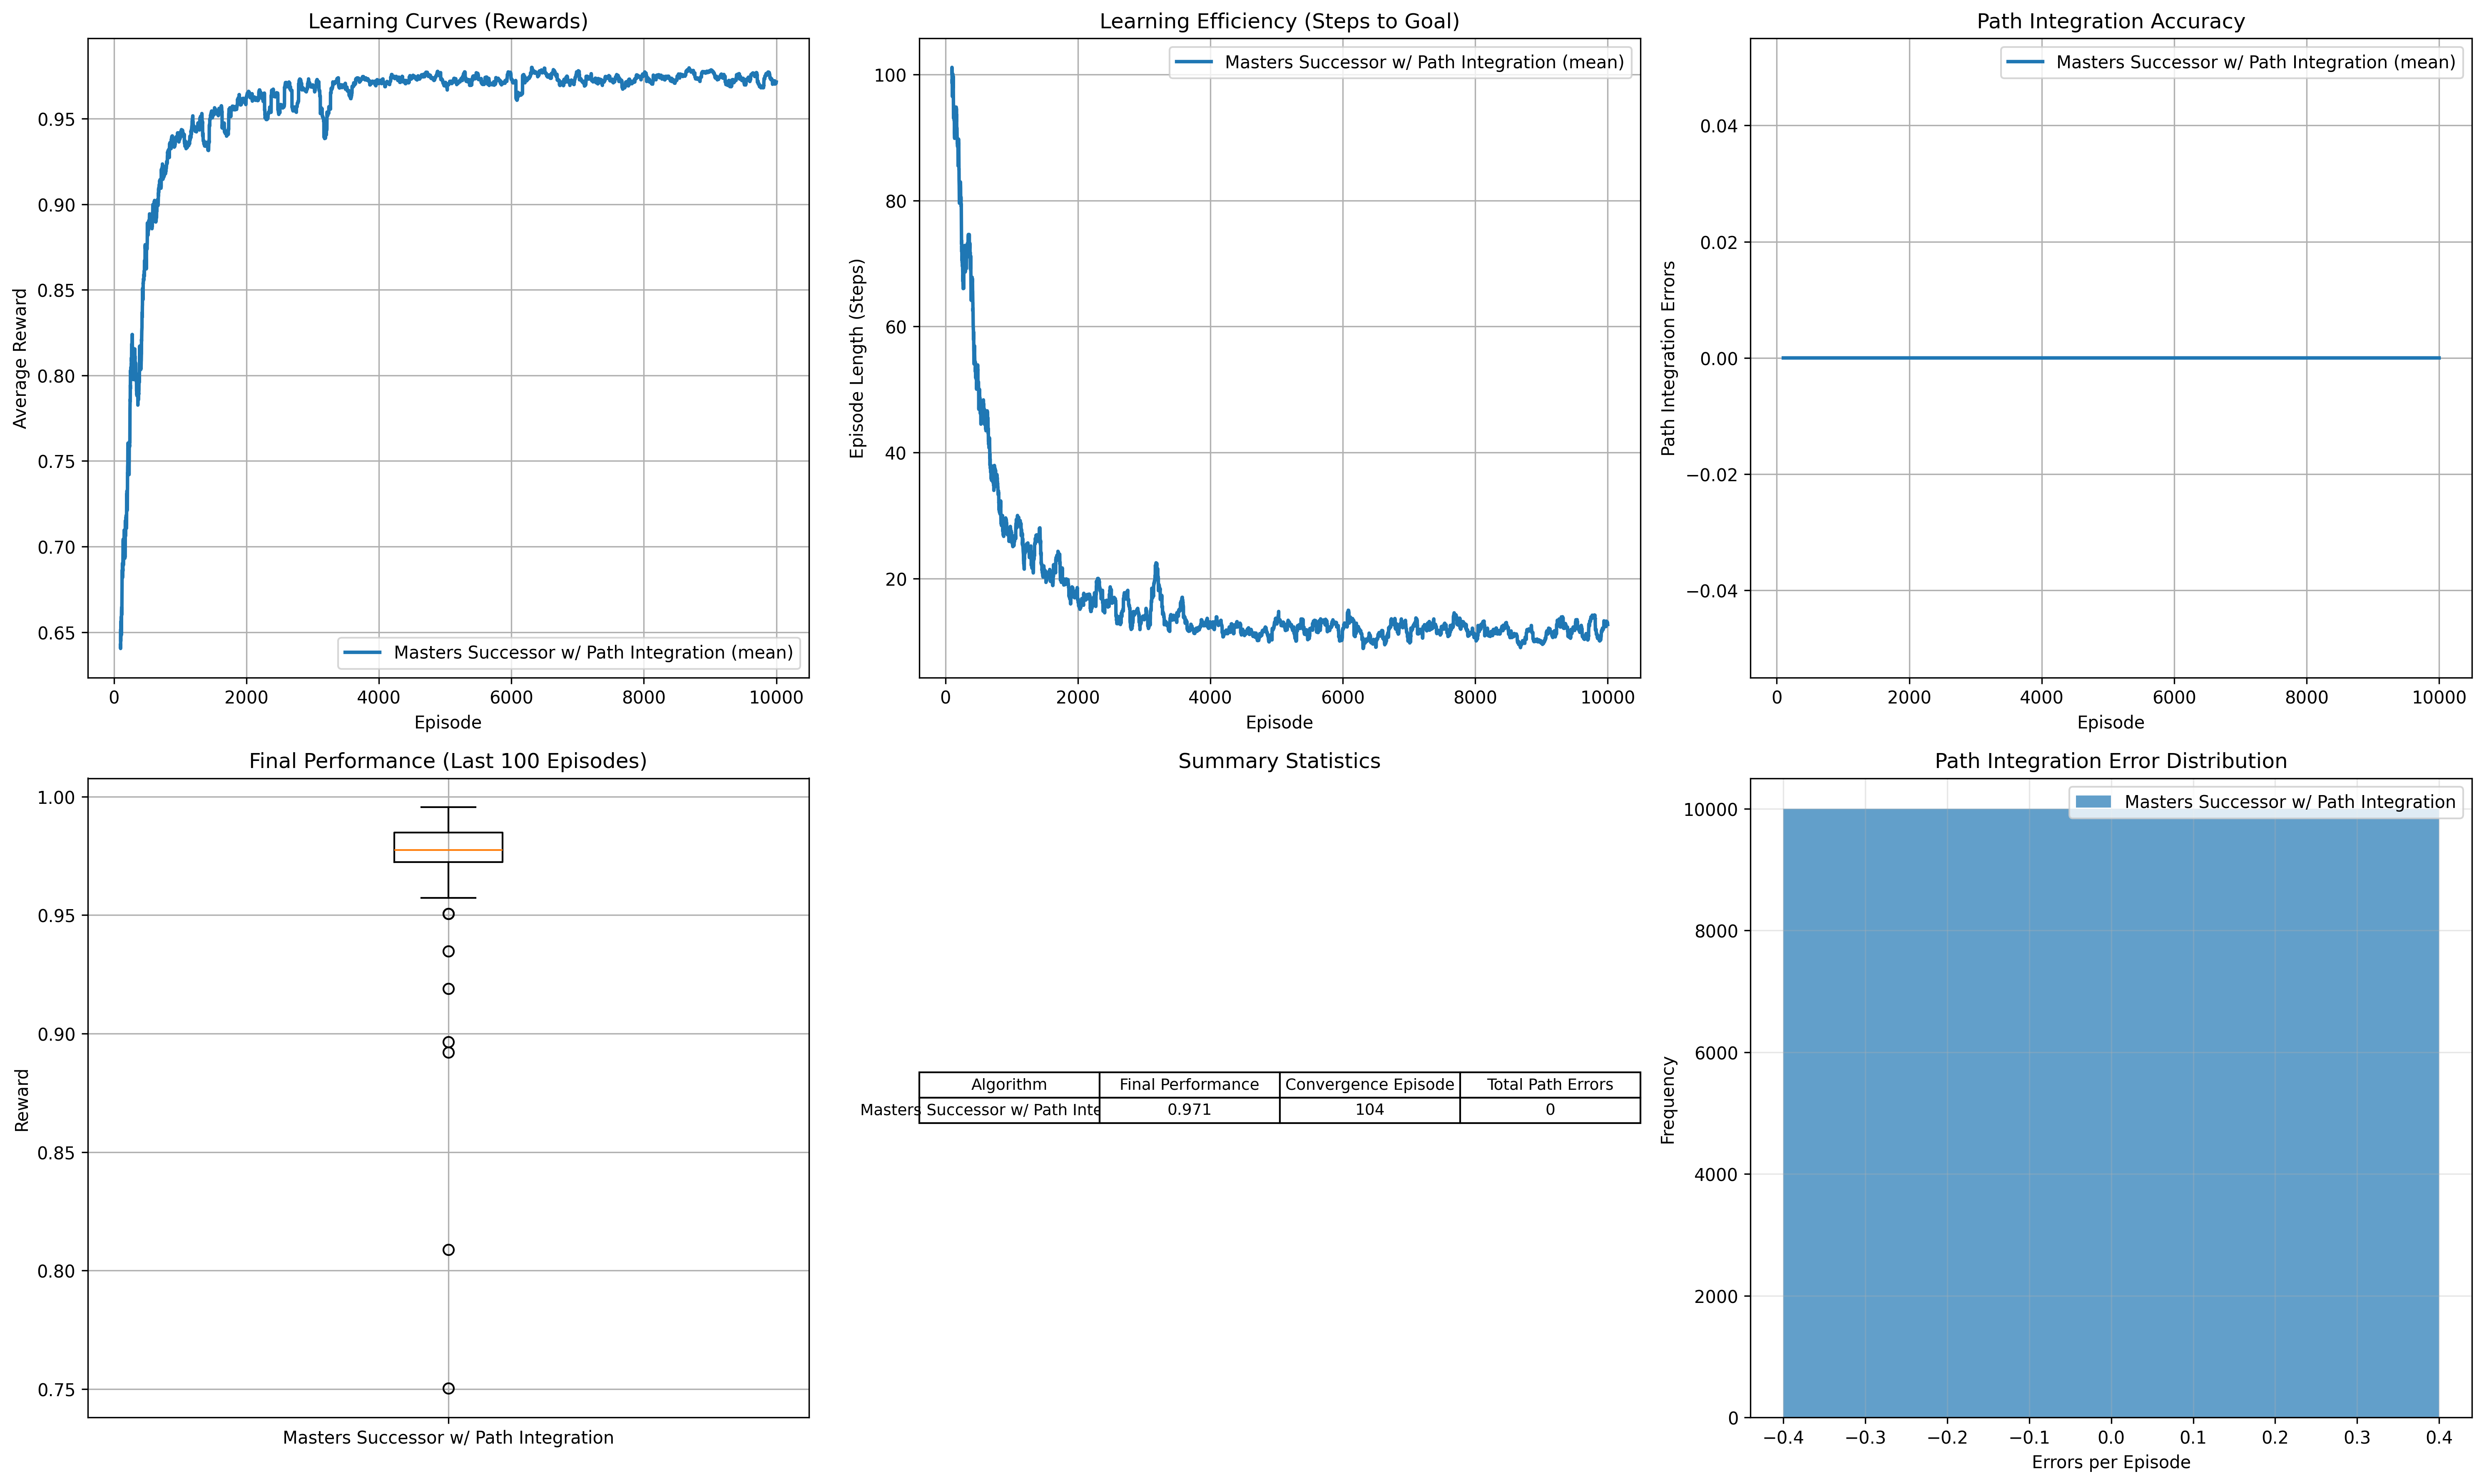 Learning Curves (Rewards)
Average Reward
0.95
0.90
0.85
0.80
0.75
0.70
0.65
Masters Successor w/ Path Integration (mean)
0 2000 4000 6000 8000 10000
Episode
Learning Efficiency (Steps to Goal)
Episode Length (Steps)
Masters Successor w/ Path Integration (mean)
100
80
60
40
20
0 2000 4000 6000 8000 10000
Episode
Path Integration Accuracy
Path Integration Errors
Masters Successor w/ Path Integration (mean)
0.04
0.02
0.00
−0.02
−0.04
0 2000 4000 6000 8000 10000
Episode
Final Performance (Last 100 Episodes)
Reward
1.00
0.95
0.90
0.85
0.80
0.75
Masters Successor w/ Path Integration
Summary Statistics
Algorithm Final Performance Convergence Episode Total Path Errors
Masters Successor w/ Path Inte 0.971 104 0
Path Integration Error Distribution
Frequency
Masters Successor w/ Path Integration
10000
8000
6000
4000
2000
0
−0.4 −0.3 −0.2 −0.1 0.0 0.1 0.2 0.3 0.4
Errors per Episode